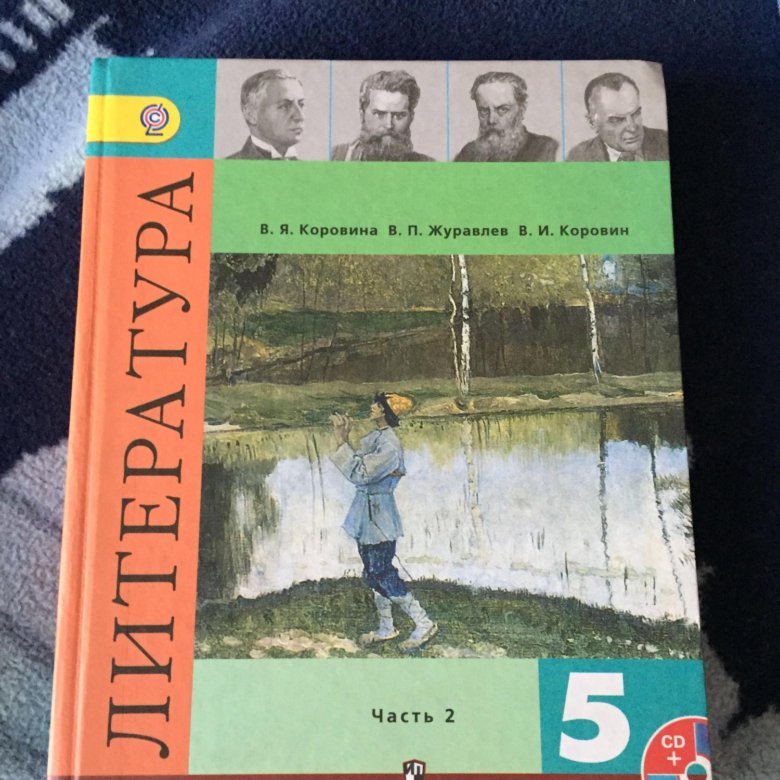 В. Я. Коровина В. П. Журавлев В. И. Коровин
ЛИТЕРАТУРА
Часть 2
5
CD
+